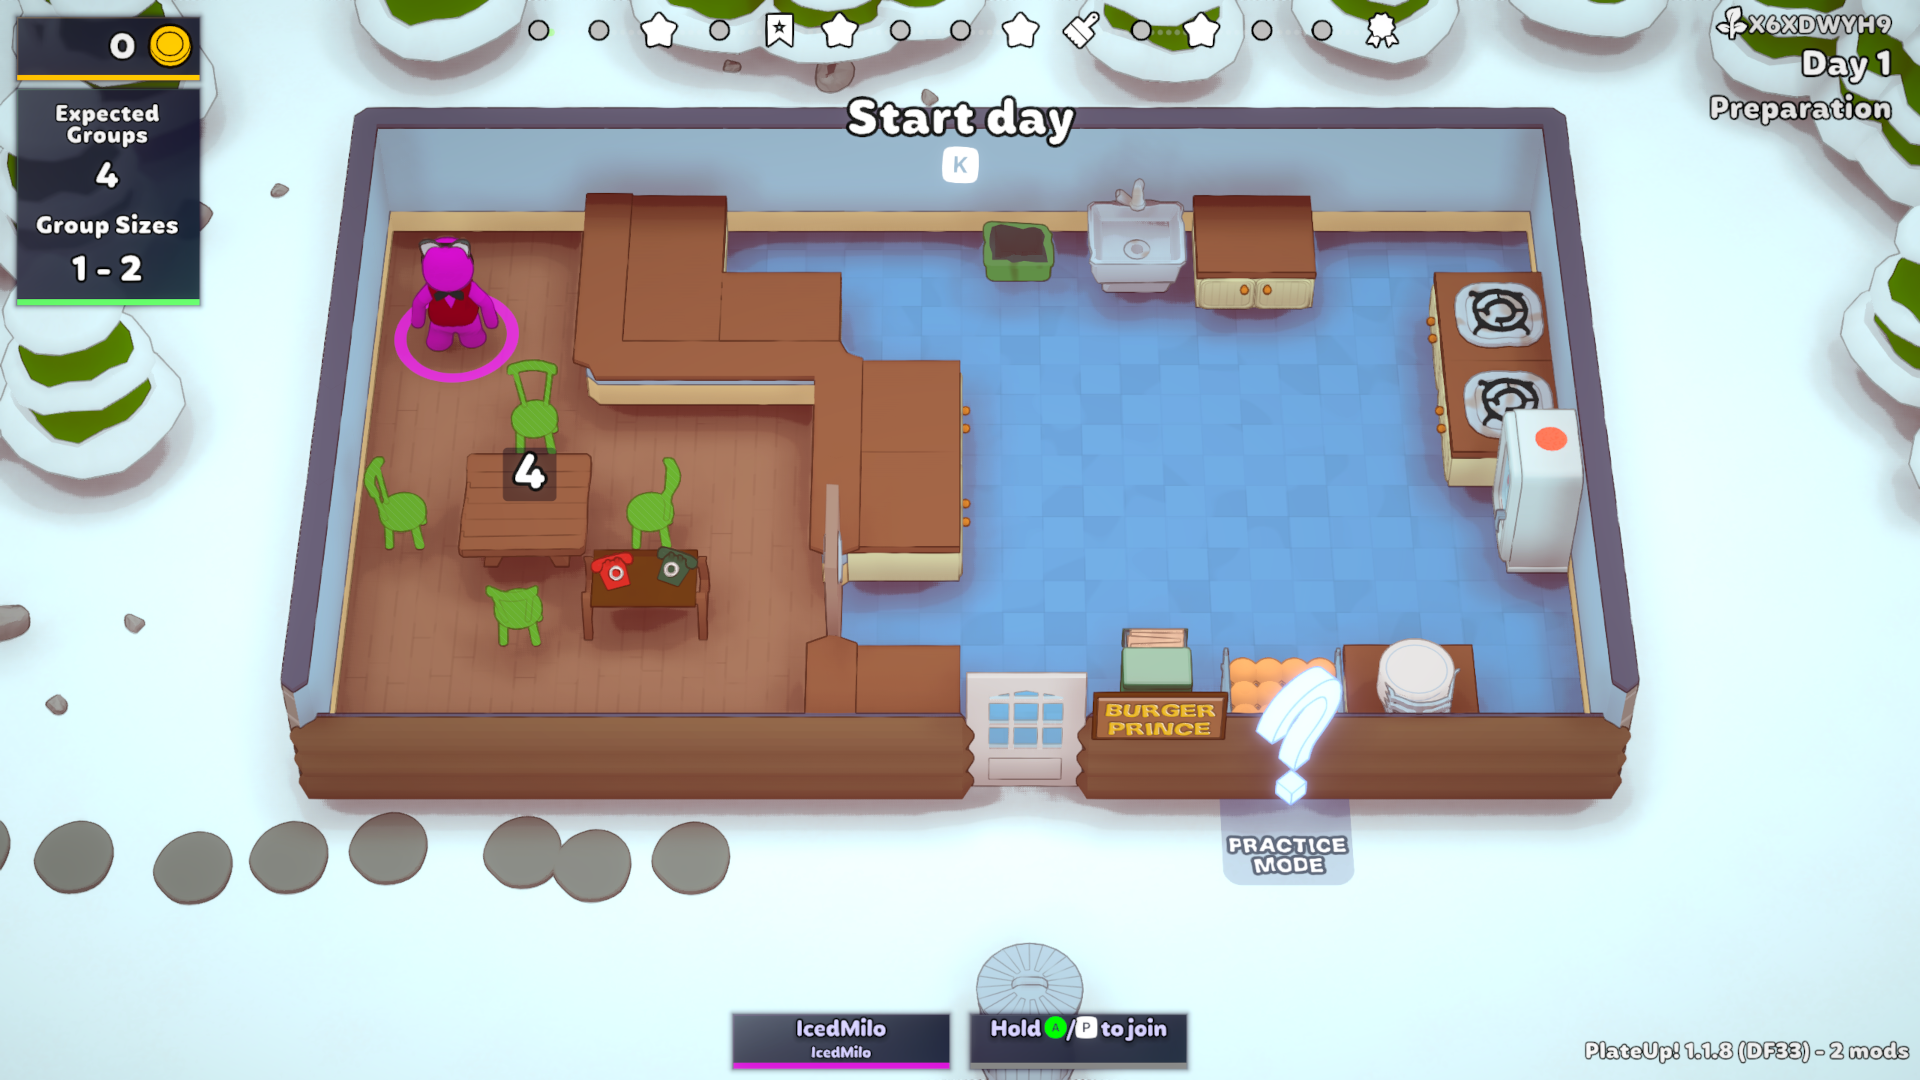 0
Expected
Groups
4
Group Sizes
1 - 2
Start day
K
X6XDWYH9
Day 1
Preparation
4
BURGER
PRINCE
PRACTICE
MODE
IcedMilo
IcedMilo
Hold A/P to join
PlateUp! 1.1.8 (DF33) - 2 mods